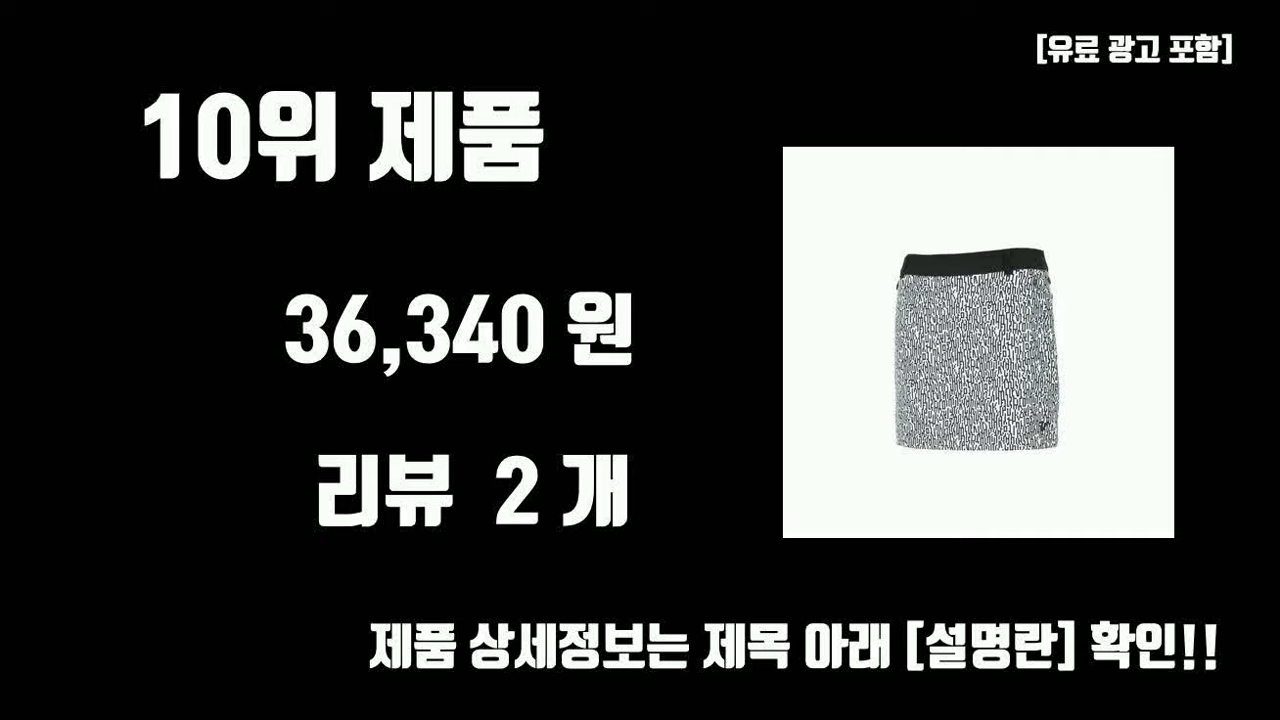 [유료 광고 포함]
10위 제품
36,340 원
리뷰 2 개
제품 상세정보는 제목 아래 [설명란] 확인!!